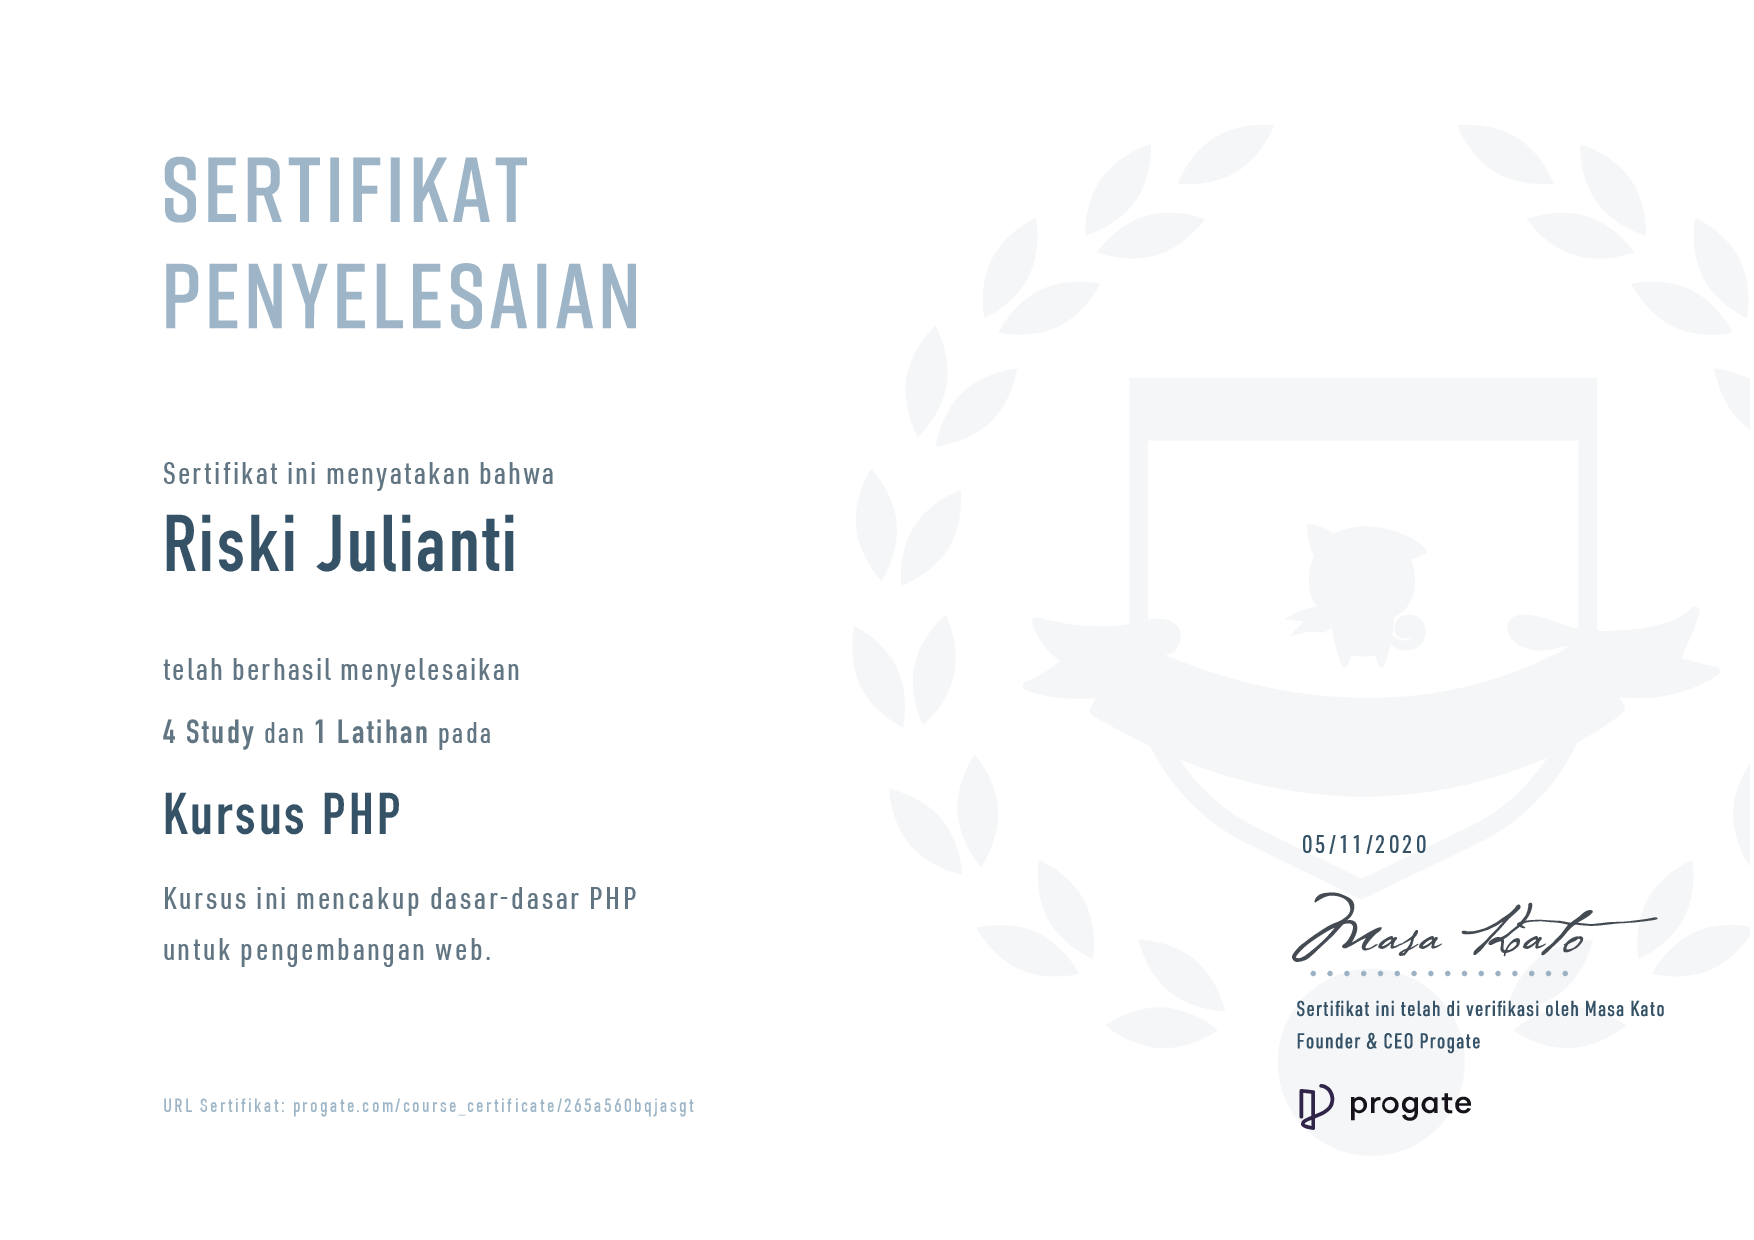 SERTIFIKAT
PENYELESAIAN
Sertifikat ini menyatakan bahwa
Riski Julianti
telah berhasil menyelesaikan
4 Study dan 1 Latihan pada
Kursus PHP
Kursus ini mencakup dasar-dasar PHP
untuk pengembangan web.
URL Sertifikat: progate.com/course_certificate/265a560bqjasgt
05/11/2020
Masa Kato
Sertifikat ini telah di verifikasi oleh Masa Kato
Founder & CEO Progate
progate